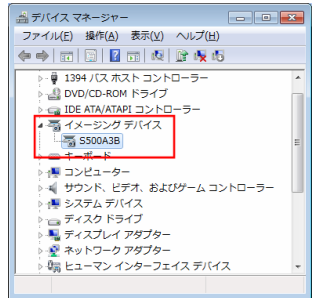 デバイス マネージャー
ファイル(F) 操作(A) 表示(V) ヘルプ(H)
1394 バス ホスト コントローラー
DVD/CD-ROM ドライブ
IDE ATA/ATAPI コントローラー
イメージング デバイス
S500A3B
キーボード
コンピューター
サウンド、ビデオ、およびゲーム コントローラー
システム デバイス
ディスク ドライブ
ディスプレイ アダプター
ネットワーク アダプター
ヒューマン インターフェイス デバイス